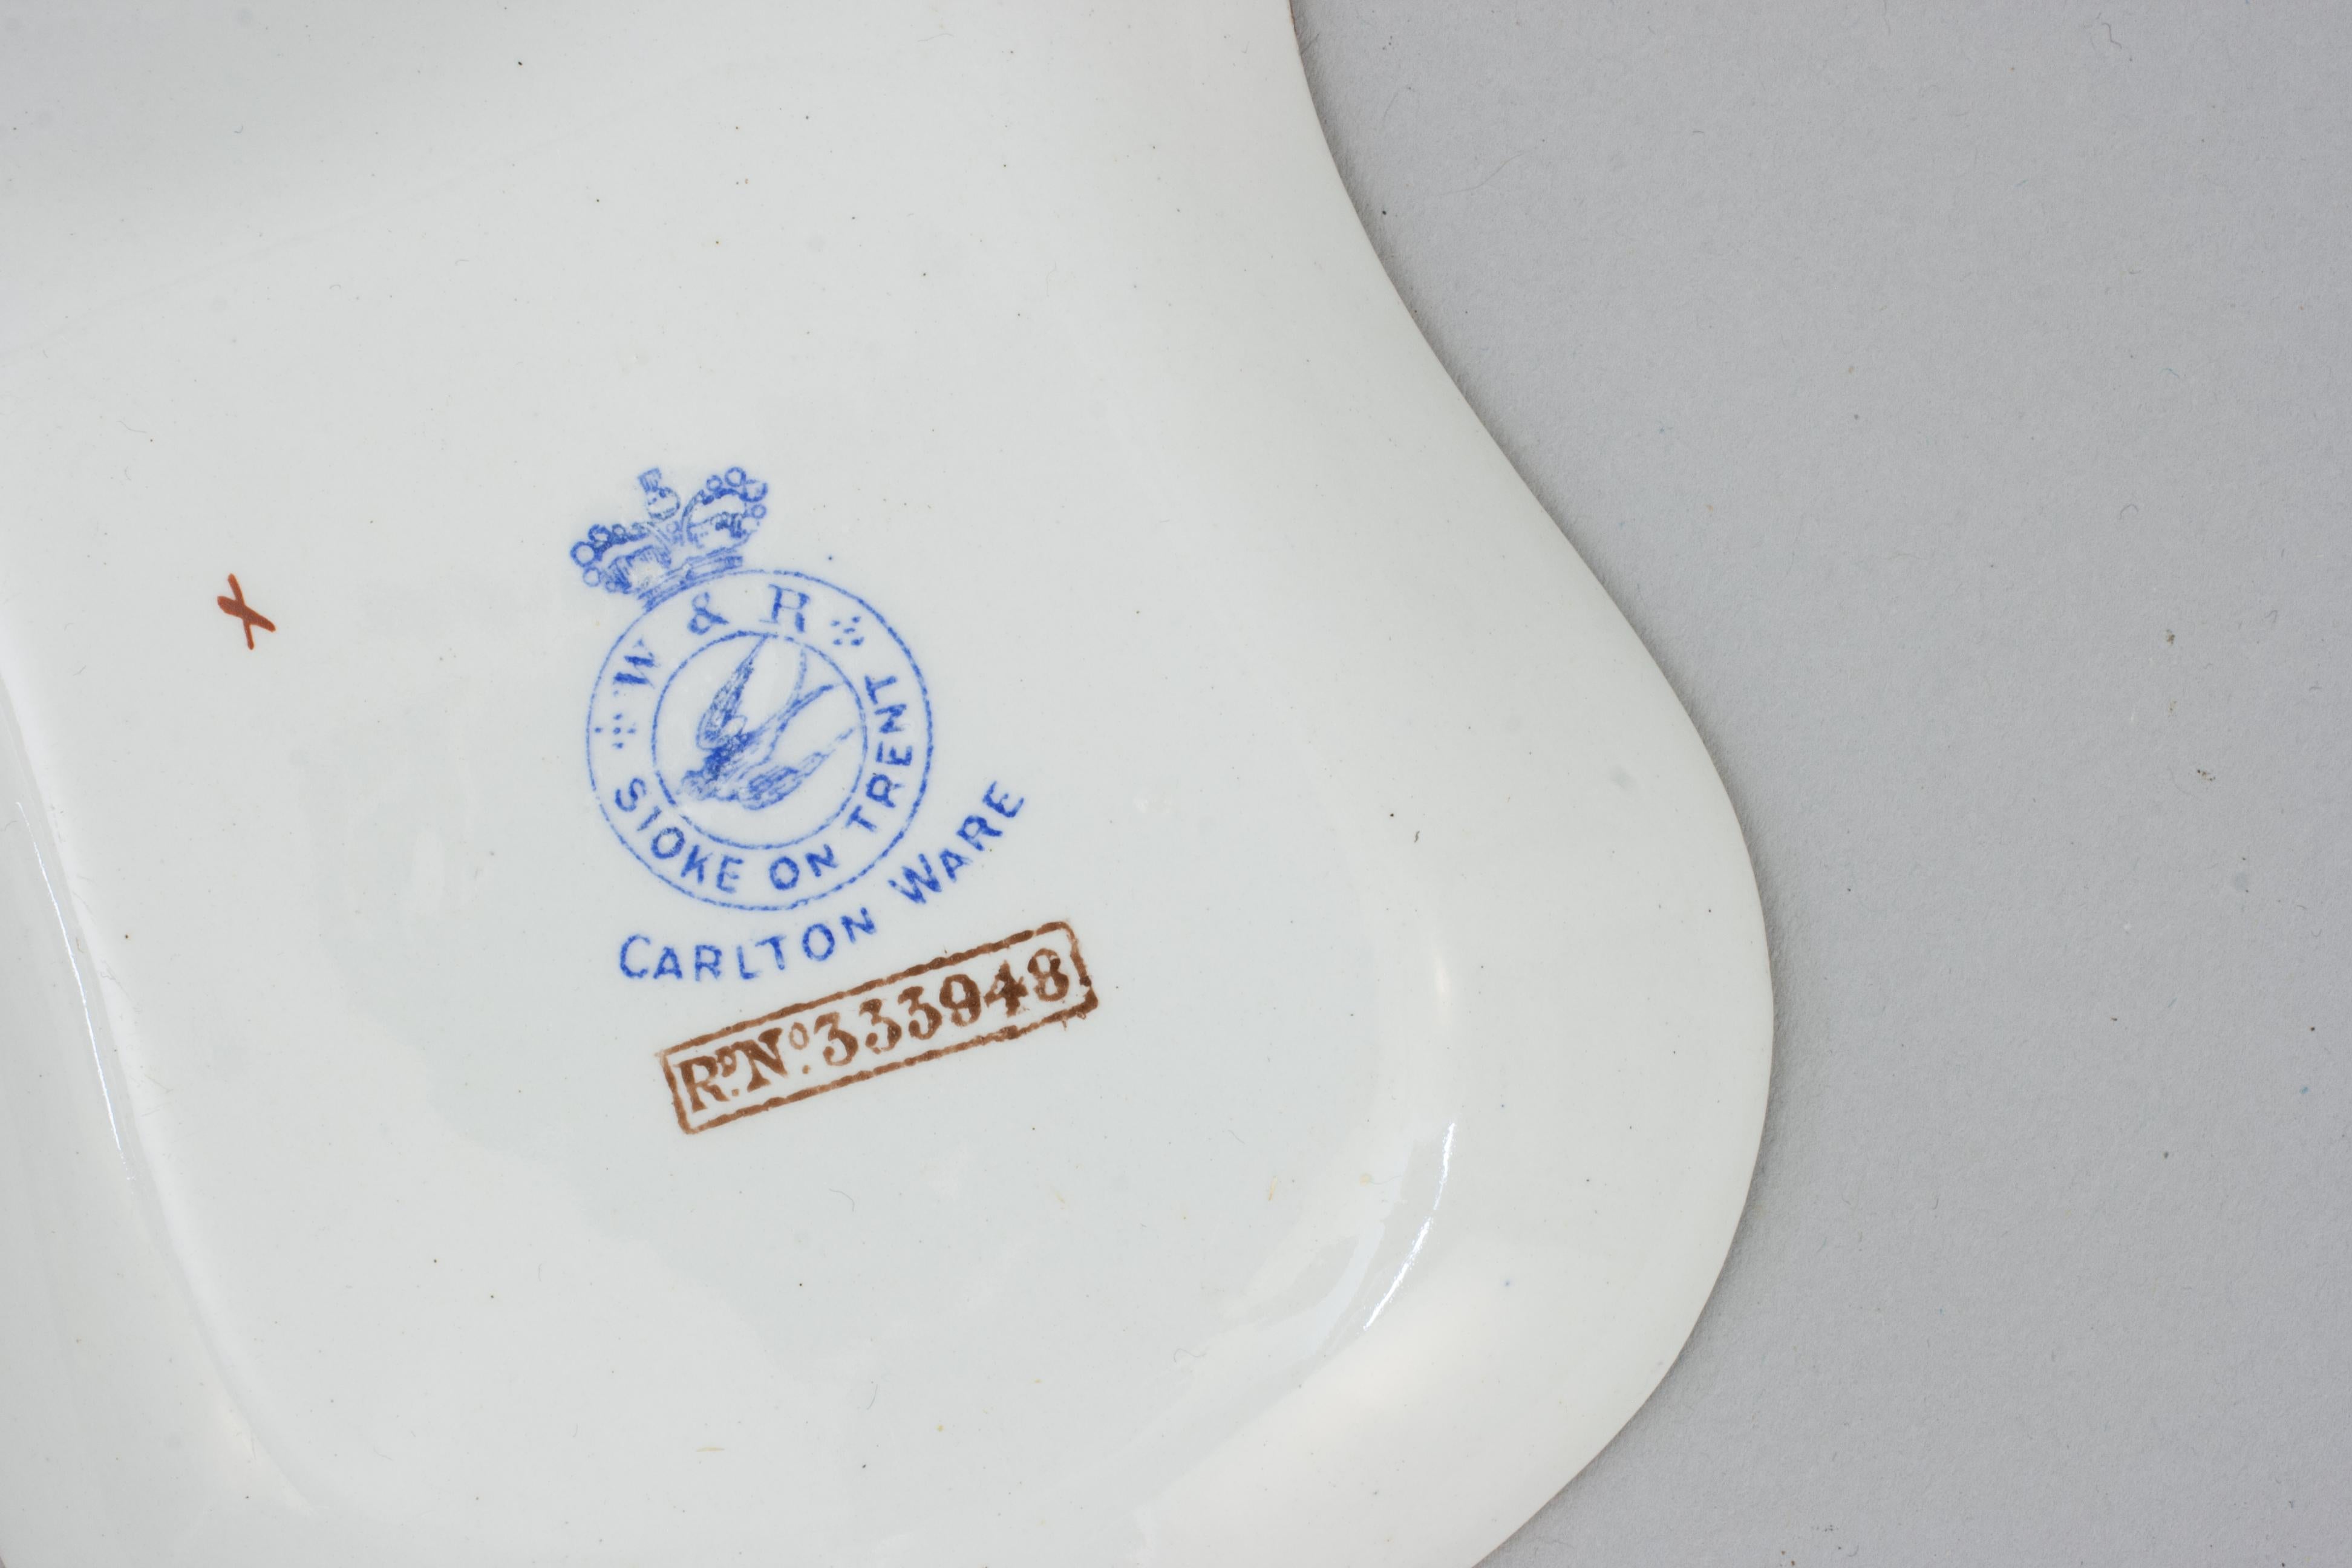 W & R
STOKE ON TRENT
CARLTON WARE
Rᴰ. Nº. 333948